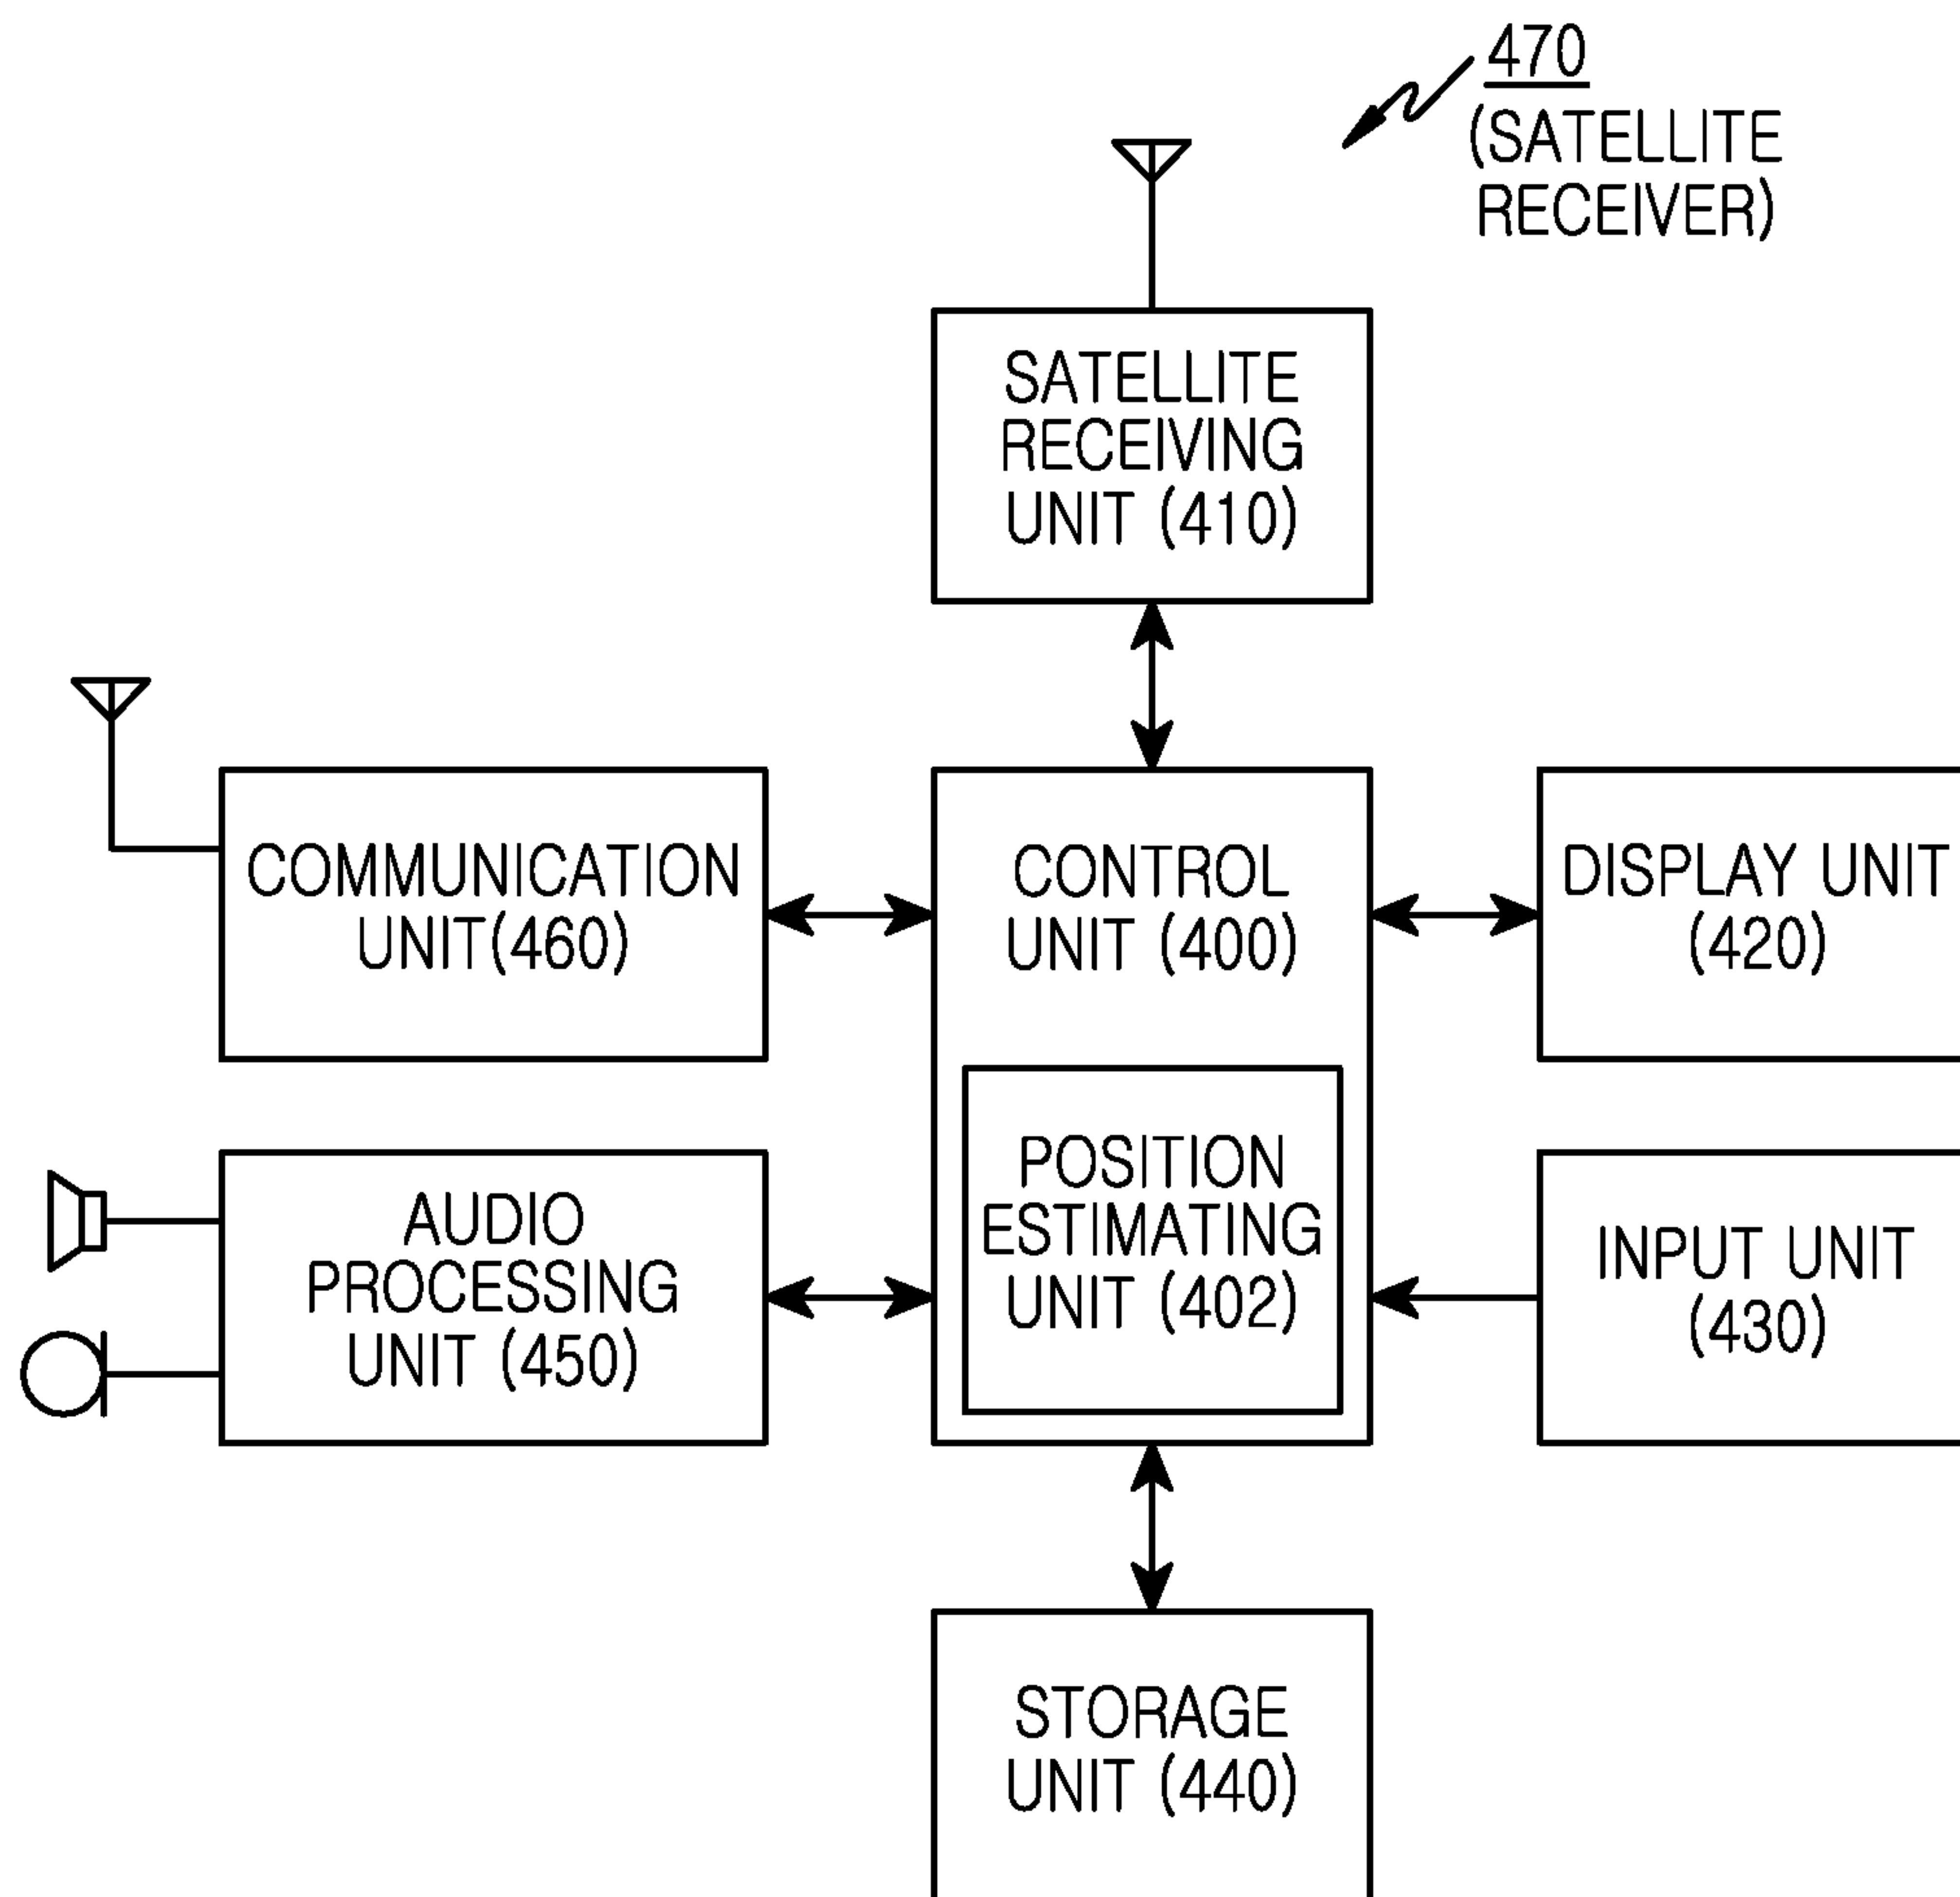 470
(SATELLITE
RECEIVER)
SATELLITE
RECEIVING
UNIT (410)
COMMUNICATION
UNIT(460)
CONTROL
UNIT (400)
DISPLAY UNIT
(420)
AUDIO
PROCESSING
UNIT (450)
POSITION
ESTIMATING
UNIT (402)
INPUT UNIT
(430)
STORAGE
UNIT (440)